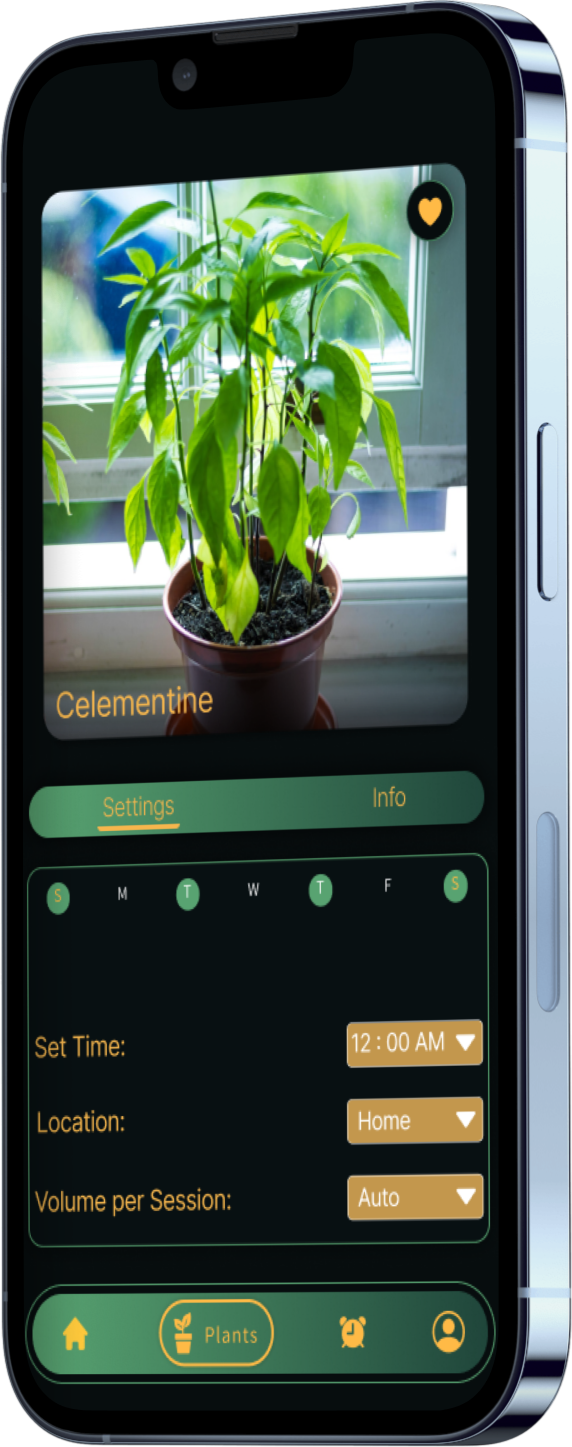 Celementine
Settings Info
S M T W T F S
Set Time: 12 : 00 AM
Location: Home
Volume per Session: Auto
Plants